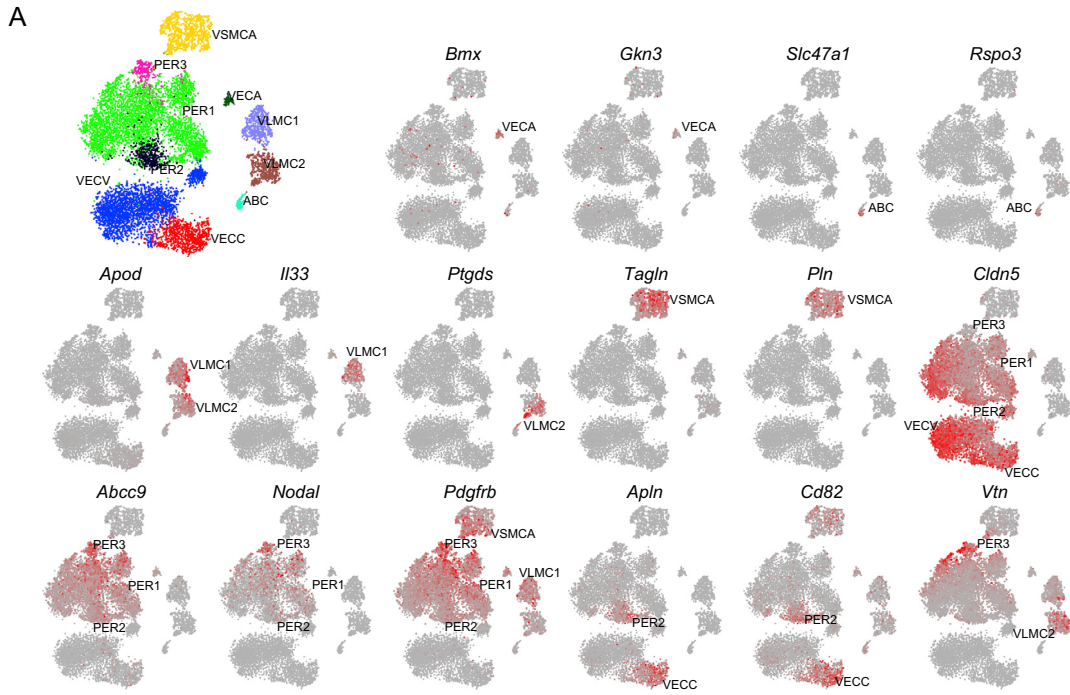 A
VSMCA
PER3
VECA
PER1
VLMC1
PER2
VLMC2
VECV
ABC
VECC
Bmx
VECA
Gkn3
VECA
Slc47a1
ABC
Rspo3
ABC
Apod
VLMC1
VLMC2
Il33
VLMC1
Ptgds
VLMC2
Tagln
VSMCA
Pln
VSMCA
Cldn5
PER3
PER1
PER2
VECV
VECC
Abcc9
PER3
PER1
PER2
Nodal
PER3
PER1
PER2
Pdgfrb
VSMCA
PER3
VLMC1
PER1
PER2
Apln
PER2
VECC
Cd82
PER2
VECC
Vtn
PER3
VLMC2